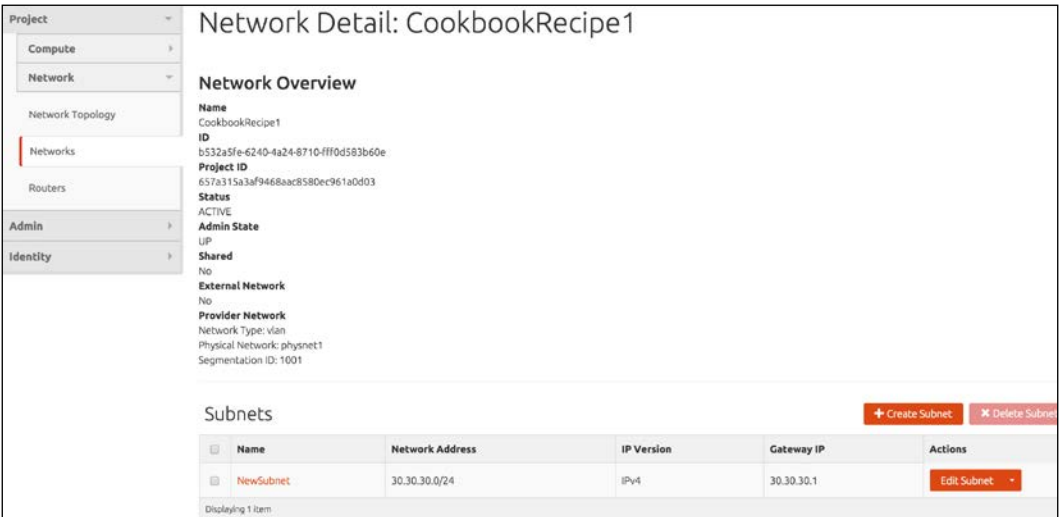 Project
Compute
Network
Network Topology
Networks
Routers
Admin
Identity
Network Detail: CookbookRecipe1
Network Overview
Name
CookbookRecipe1
ID
b532a5fe-6240-4a24-8710-fff0d583b60e
Project ID
657a315a3af9468aac8580ec961a0d03
Status
ACTIVE
Admin State
UP
Shared
No
External Network
No
Provider Network
Network Type: vlan
Physical Network: physnet1
Segmentation ID: 1001
Subnets
+ Create Subnet
✖ Delete Subnet
Name Network Address IP Version Gateway IP Actions
NewSubnet 30.30.30.0/24 IPv4 30.30.30.1 Edit Subnet
Displaying 1 item